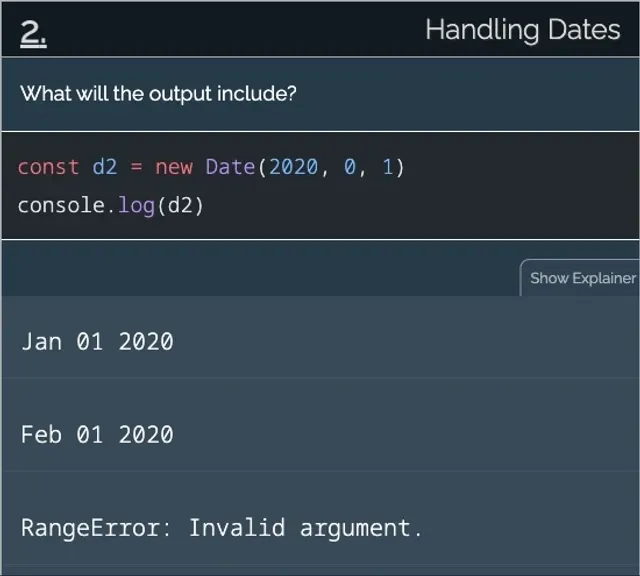 2.
Handling Dates
What will the output include?
const d2 = new Date(2020, 0, 1)
console.log(d2)
Show Explainer
Jan 01 2020
Feb 01 2020
RangeError: Invalid argument.